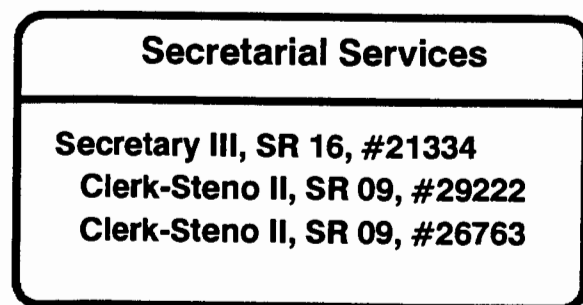 Secretarial Services
Secretary III, SR 16, #21334
Clerk-Steno II, SR 09, #29222
Clerk-Steno II, SR 09, #26763